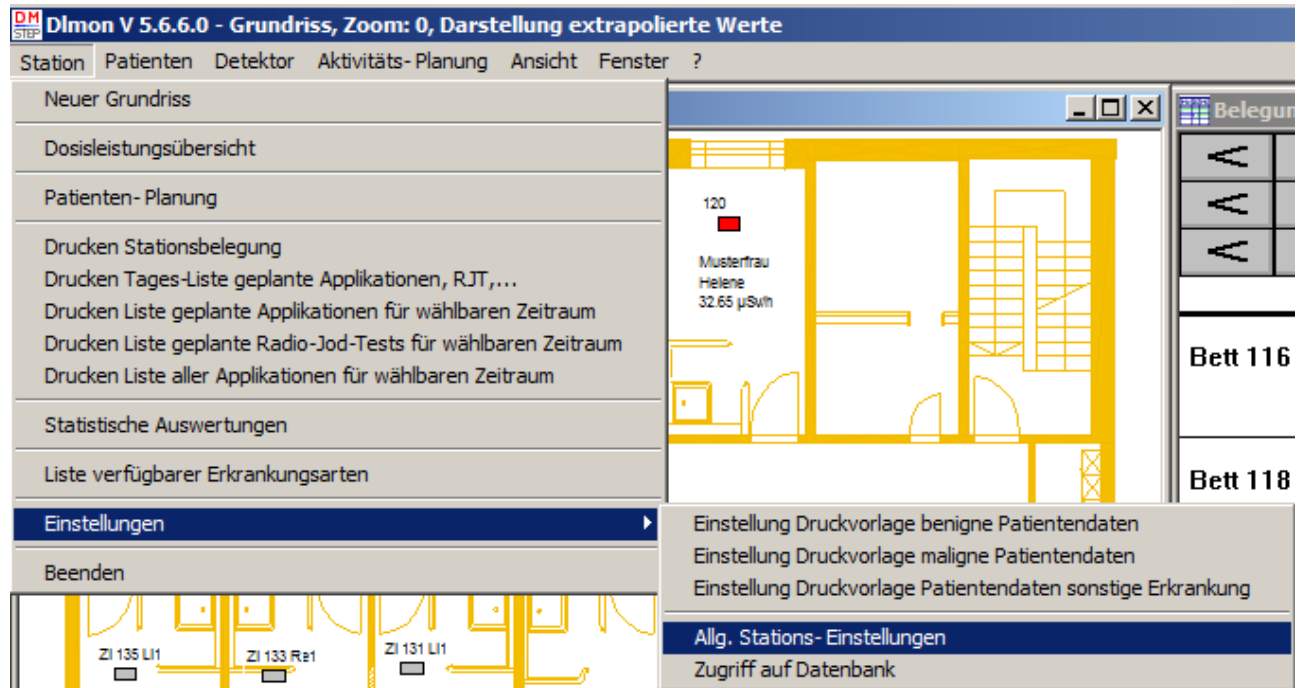 DM STEP DImon V 5.6.6.0 - Grundriss, Zoom: 0, Darstellung extrapolierte Werte
Station Patienten Detektor Aktivitäts-Planung Ansicht Fenster ?
Neuer Grundriss
Dosisleistungsübersicht
Patienten-Planung
Drucken Stationsbelegung
Drucken Tages-Liste geplante Applikationen, RJT,...
Drucken Liste geplante Applikationen für wählbaren Zeitraum
Drucken Liste geplante Radio-Jod-Tests für wählbaren Zeitraum
Drucken Liste aller Applikationen für wählbaren Zeitraum
Statistische Auswertungen
Liste verfügbarer Erkrankungsarten
Einstellungen
Beenden
Einstellung Druckvorlage benigne Patientendaten
Einstellung Druckvorlage maligne Patientendaten
Einstellung Druckvorlage Patientendaten sonstige Erkrankung
Allg. Stations-Einstellungen
Zugriff auf Datenbank
120
Musterfrau
Helene
32.65 µSv/h
ZI 135 LI1
ZI 133 Re1
ZI 131 LI1
Belegun
<
<
<
Bett 116
Bett 118